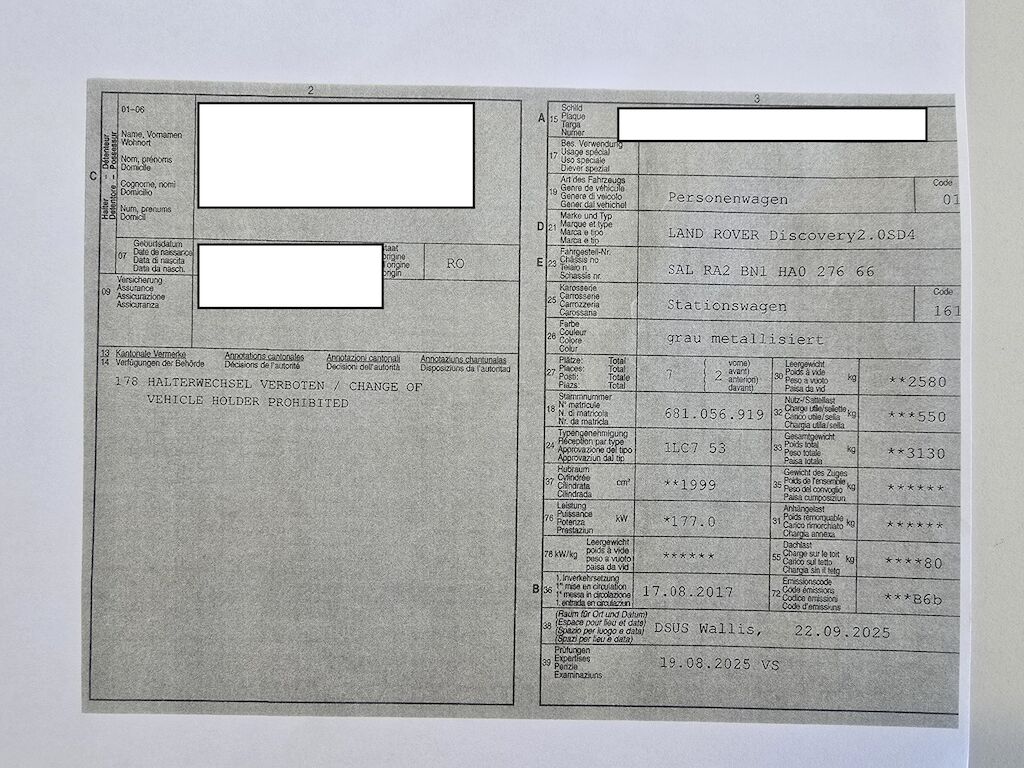 2
01-06
Halter - Détenteur
Detentore - Possessur
C
Name, Vornamen
Wohnort
Nom, prénoms
Domicile
Cognome, nomi
Domicilio
Num, prenums
Domicil
07
Geburtsdatum
Date de naissance
Data di nascita
Data da nasch.
RO
09
Versicherung
Assurance
Assicurazione
Assicuranza
13 Kantonale Vermerke Annotations cantonales Annotazioni cantonali Annotaziuns chantunalas
14 Verfügungen der Behörde Décisions de l'autorité Decisioni dell'autorità Disposiziuns da l'autoritad
178 HALTERWECHSEL VERBOTEN / CHANGE OF
VEHICLE HOLDER PROHIBITED
3
A 15
Schild
Plaque
Targa
Numer
17
Bes. Verwendung
Usage spécial
Uso speciale
Diever spezial
19
Art des Fahrzeugs
Genre de véhicule
Genere di veicolo
Gener dal vehichel
Personenwagen
Code
01
D 21
Marke und Typ
Marque et type
Marca e tipo
Marca e tip
LAND ROVER Discovery2.0SD4
E 23
Fahrgestell-Nr.
Châssis no
Telaio n.
Schassis nr.
SAL RA2 BN1 HA0 276 66
25
Karosserie
Carrosserie
Carrozzeria
Carossaria
Stationswagen
Code
161
26
Farbe
Couleur
Colore
Colur
grau metallisiert
27
Plätze: Total
Places: Total
Posti: Totale
Plazs: Total
7
( 2
vorne)
avant)
anteriori)
davant)
30
Leergewicht
Poids à vide
Peso a vuoto
Paisa da vid
kg
**2580
18
Stammnummer
N° matricule
N. di matricola
Nr. da matricla
681.056.919
32
Nutz-/Sattellast
Charge utile/sellette
Carico utile/sella
Chargia utila/sella
kg
***550
24
Typengenehmigung
Réception par type
Approvazione del tipo
Approvaziun dal tip
1LC7 53
33
Gesamtgewicht
Poids total
Peso totale
Paisa totala
kg
**3130
37
Hubraum
Cylindrée
Cilindrata
Cilindrada
cm³
**1999
35
Gewicht des Zuges
Poids de l'ensemble
Peso del convoglio
Paisa cumposiziun
kg
******
76
Leistung
Puissance
Potenza
Prestaziun
kW
*177.0
31
Anhängelast
Poids remorquable
Carico rimorchiato
Chargia annexa
kg
******
78 kW/kg
Leergewicht
poids à vide
peso a vuoto
paisa da vid
******
55
Dachlast
Charge sur le toit
Carico sul tetto
Chargia sin il tetg
kg
****80
B 36
1. Inverkehrsetzung
1re mise en circulation
1a messa in circolazione
1. entrada en circulaziun
17.08.2017
72
Emissionscode
Code émissions
Codice emissioni
Code d'emissiuns
***B6b
38
(Raum für Ort und Datum)
(Espace pour lieu et date)
(Spazio per luogo e data)
(Spazi per lieu e data)
DSUS Wallis, 22.09.2025
39
Prüfungen
Expertises
Perizie
Examinaziuns
19.08.2025 VS